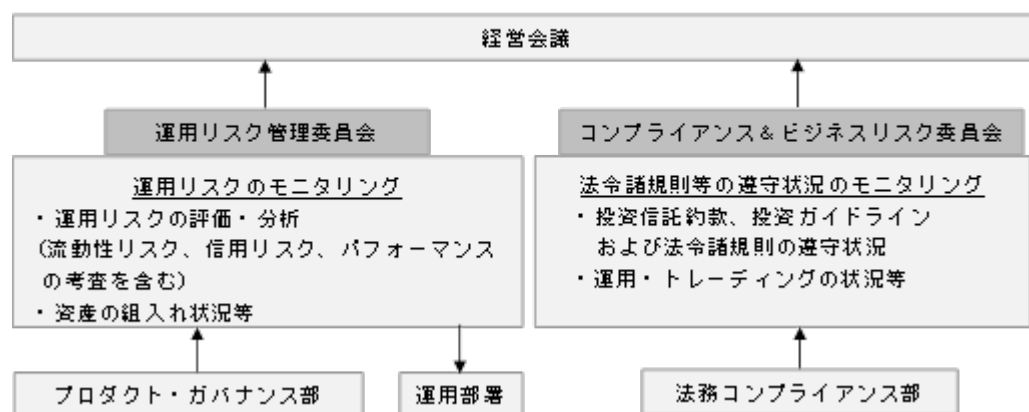 経営会議
運用リスク管理委員会
運用リスクのモニタリング
・運用リスクの評価・分析
(流動性リスク、信用リスク、パフォーマンス
の考査を含む)
・資産の組入れ状況等
コンプライアンス&ビジネスリスク委員会
法令諸規則等の遵守状況のモニタリング
・投資信託約款、投資ガイドライン
および法令諸規則の遵守状況
・運用・トレーディングの状況等
プロダクト・ガバナンス部
運用部署
法務コンプライアンス部